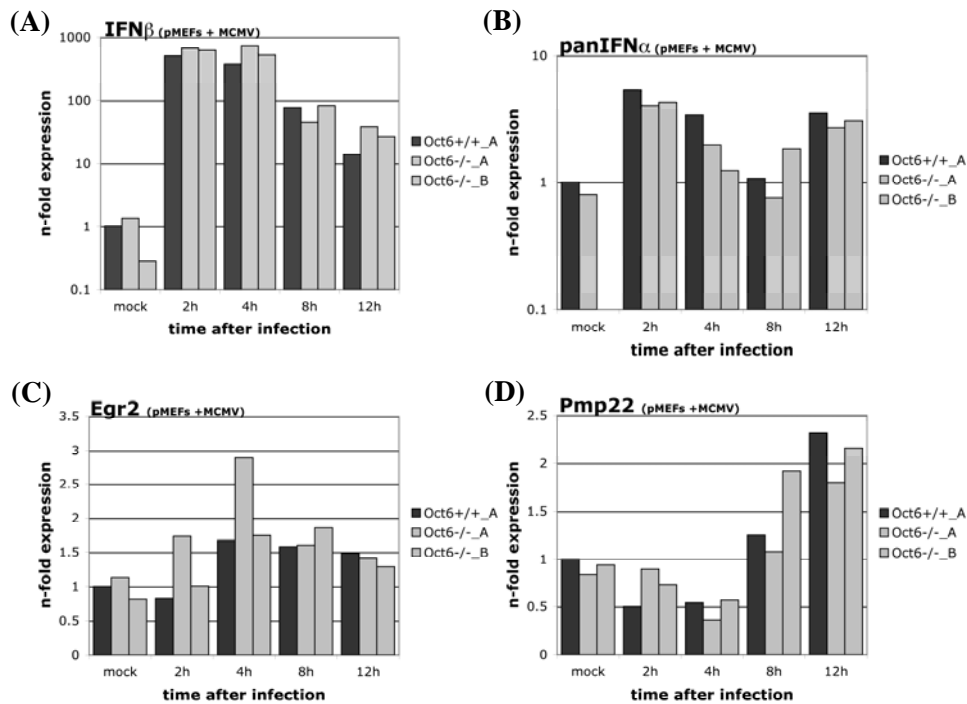 (A)
IFNβ (pMEFs + MCMV)
1000
100
10
1
0.1
n-fold expression
mock 2h 4h 8h 12h
time after infection
Oct6+/+_A
Oct6-/-_A
Oct6-/-_B
(B)
panIFNα (pMEFs + MCMV)
10
1
0.1
n-fold expression
mock 2h 4h 8h 12h
time after infection
Oct6+/+_A
Oct6-/-_A
Oct6-/-_B
(C)
Egr2 (pMEFs +MCMV)
3.5
3
2.5
2
1.5
1
0.5
0
n-fold expression
mock 2h 4h 8h 12h
time after infection
Oct6+/+_A
Oct6-/-_A
Oct6-/-_B
(D)
Pmp22 (pMEFs +MCMV)
2.5
2
1.5
1
0.5
0
n-fold expression
mock 2h 4h 8h 12h
time after infection
Oct6+/+_A
Oct6-/-_A
Oct6-/-_B